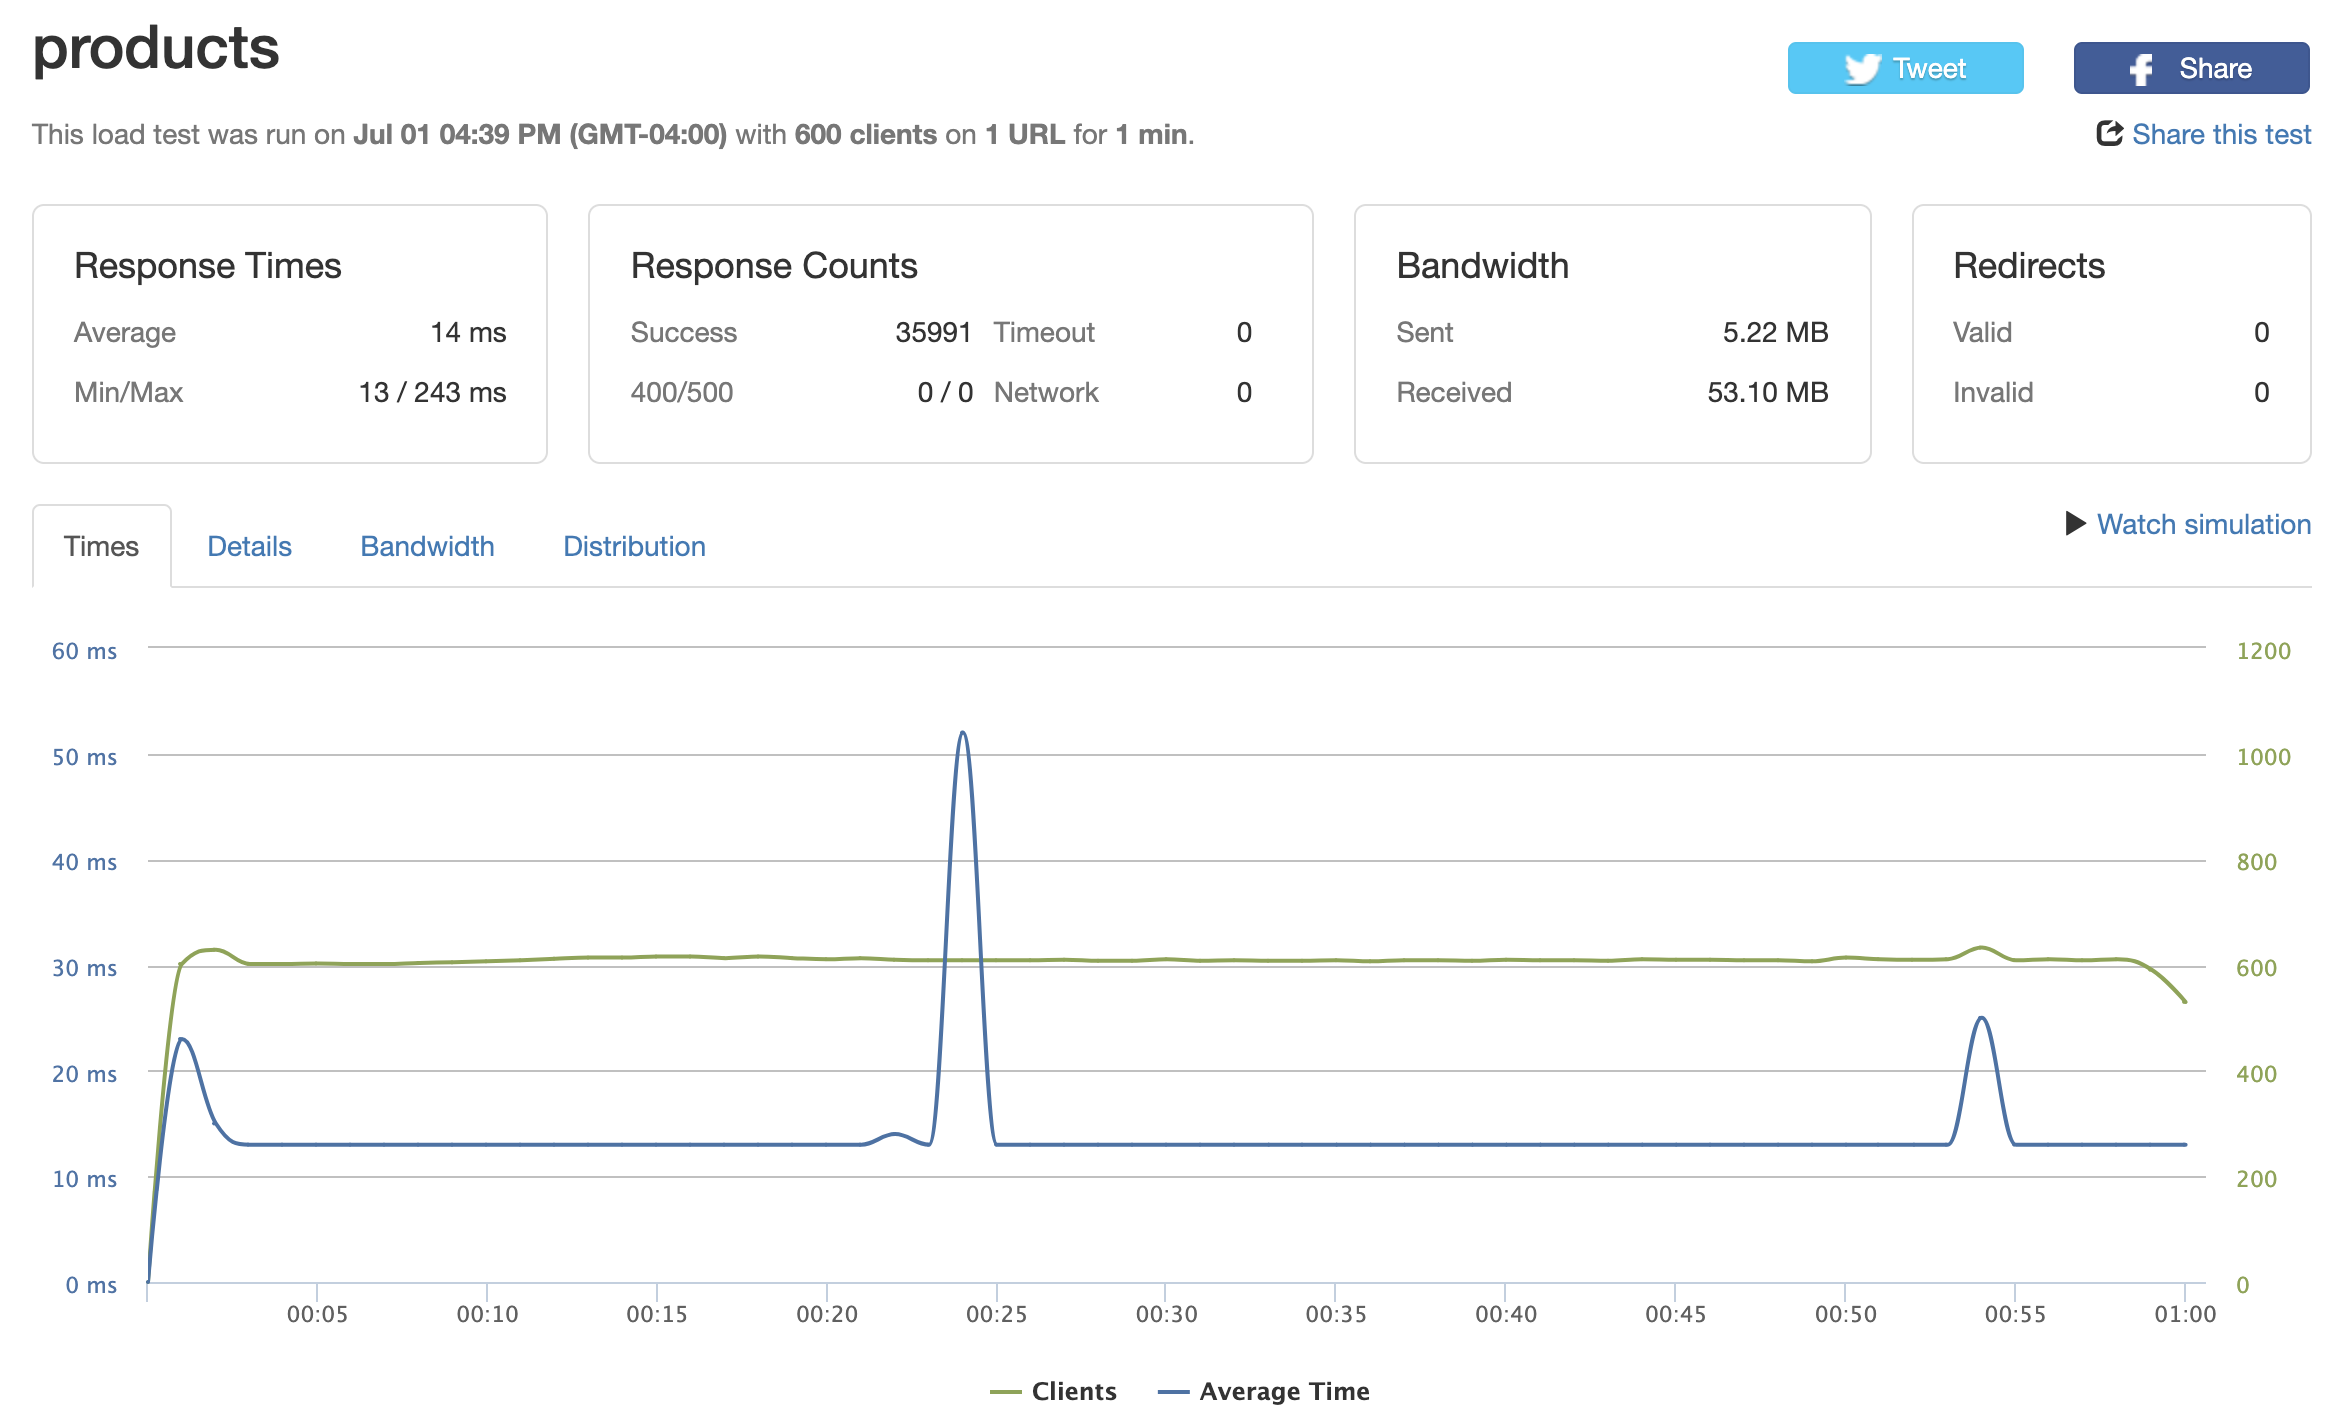 products
Tweet
Share
This load test was run on Jul 01 04:39 PM (GMT-04:00) with 600 clients on 1 URL for 1 min.
Share this test
Response Times
Average 14 ms
Min/Max 13 / 243 ms
Response Counts
Success 35991 Timeout 0
400/500 0 / 0 Network 0
Bandwidth
Sent 5.22 MB
Received 53.10 MB
Redirects
Valid 0
Invalid 0
Times Details Bandwidth Distribution
Watch simulation
60 ms 1200
50 ms 1000
40 ms 800
30 ms 600
20 ms 400
10 ms 200
0 ms 0
00:05 00:10 00:15 00:20 00:25 00:30 00:35 00:40 00:45 00:50 00:55 01:00
Clients Average Time